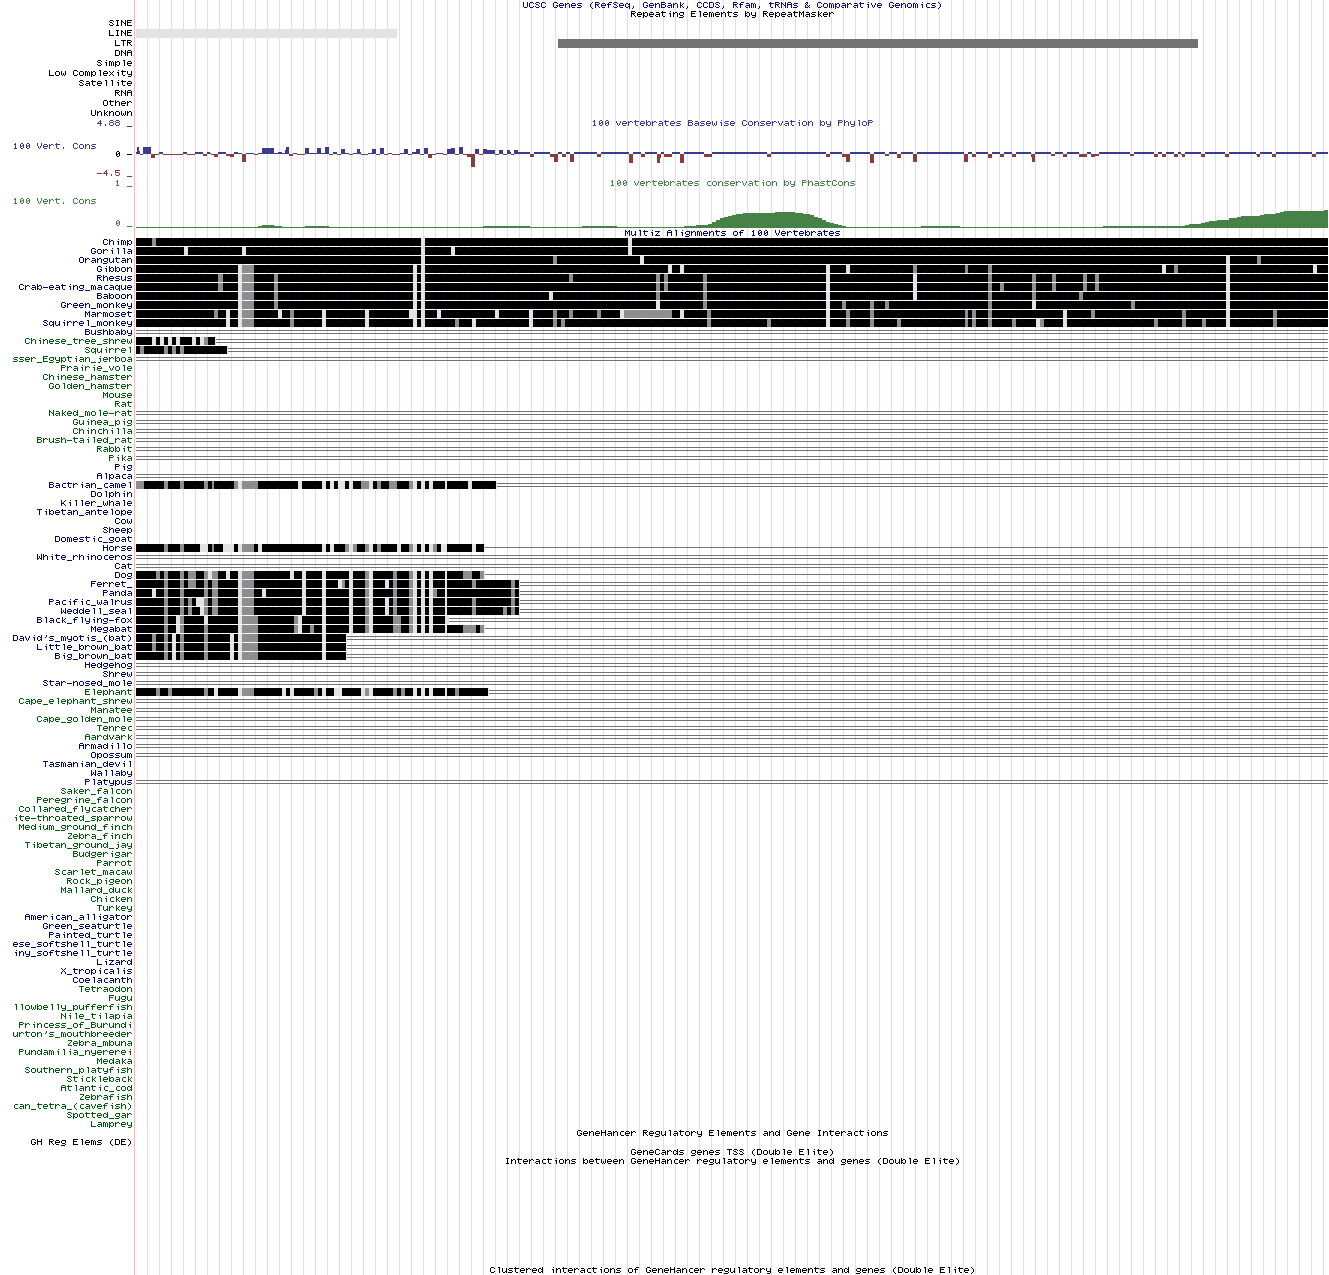 UCSC Genes (RefSeq, GenBank, CCDS, Rfam, tRNAs & Comparative Genomics)
Repeating Elements by RepeatMasker
SINE
LINE
LTR
DNA
Simple
Low Complexity
Satellite
RNA
Other
Unknown
4.88 _
100 vertebrates Basewise Conservation by PhyloP
100 Vert. Cons
0 _
-4.5 _
1 _
100 vertebrates conservation by PhastCons
100 Vert. Cons
0 _
Multiz Alignments of 100 Vertebrates
Chimp
Gorilla
Orangutan
Gibbon
Rhesus
Crab-eating_macaque
Baboon
Green_monkey
Marmoset
Squirrel_monkey
Bushbaby
Chinese_tree_shrew
Squirrel
sser_Egyptian_jerboa
Prairie_vole
Chinese_hamster
Golden_hamster
Mouse
Rat
Naked_mole-rat
Guinea_pig
Chinchilla
Brush-tailed_rat
Rabbit
Pika
Pig
Alpaca
Bactrian_camel
Dolphin
Killer_whale
Tibetan_antelope
Cow
Sheep
Domestic_goat
Horse
White_rhinoceros
Cat
Dog
Ferret_
Panda
Pacific_walrus
Weddell_seal
Black_flying-fox
Megabat
David's_myotis_(bat)
Little_brown_bat
Big_brown_bat
Hedgehog
Shrew
Star-nosed_mole
Elephant
Cape_elephant_shrew
Manatee
Cape_golden_mole
Tenrec
Aardvark
Armadillo
Opossum
Tasmanian_devil
Wallaby
Platypus
Saker_falcon
Peregrine_falcon
Collared_flycatcher
ite-throated_sparrow
Medium_ground_finch
Zebra_finch
Tibetan_ground_jay
Budgerigar
Parrot
Scarlet_macaw
Rock_pigeon
Mallard_duck
Chicken
Turkey
American_alligator
Green_seaturtle
Painted_turtle
ese_softshell_turtle
iny_softshell_turtle
Lizard
X_tropicalis
Coelacanth
Tetraodon
Fugu
llowbelly_pufferfish
Nile_tilapia
Princess_of_Burundi
urton's_mouthbreeder
Zebra_mbuna
Pundamilia_nyererei
Medaka
Southern_platyfish
Stickleback
Atlantic_cod
Zebrafish
can_tetra_(cavefish)
Spotted_gar
Lamprey
GeneHancer Regulatory Elements and Gene Interactions
GH Reg Elems (DE)
GeneCards genes TSS (Double Elite)
Interactions between GeneHancer regulatory elements and genes (Double Elite)
Clustered interactions of GeneHancer regulatory elements and genes (Double Elite)